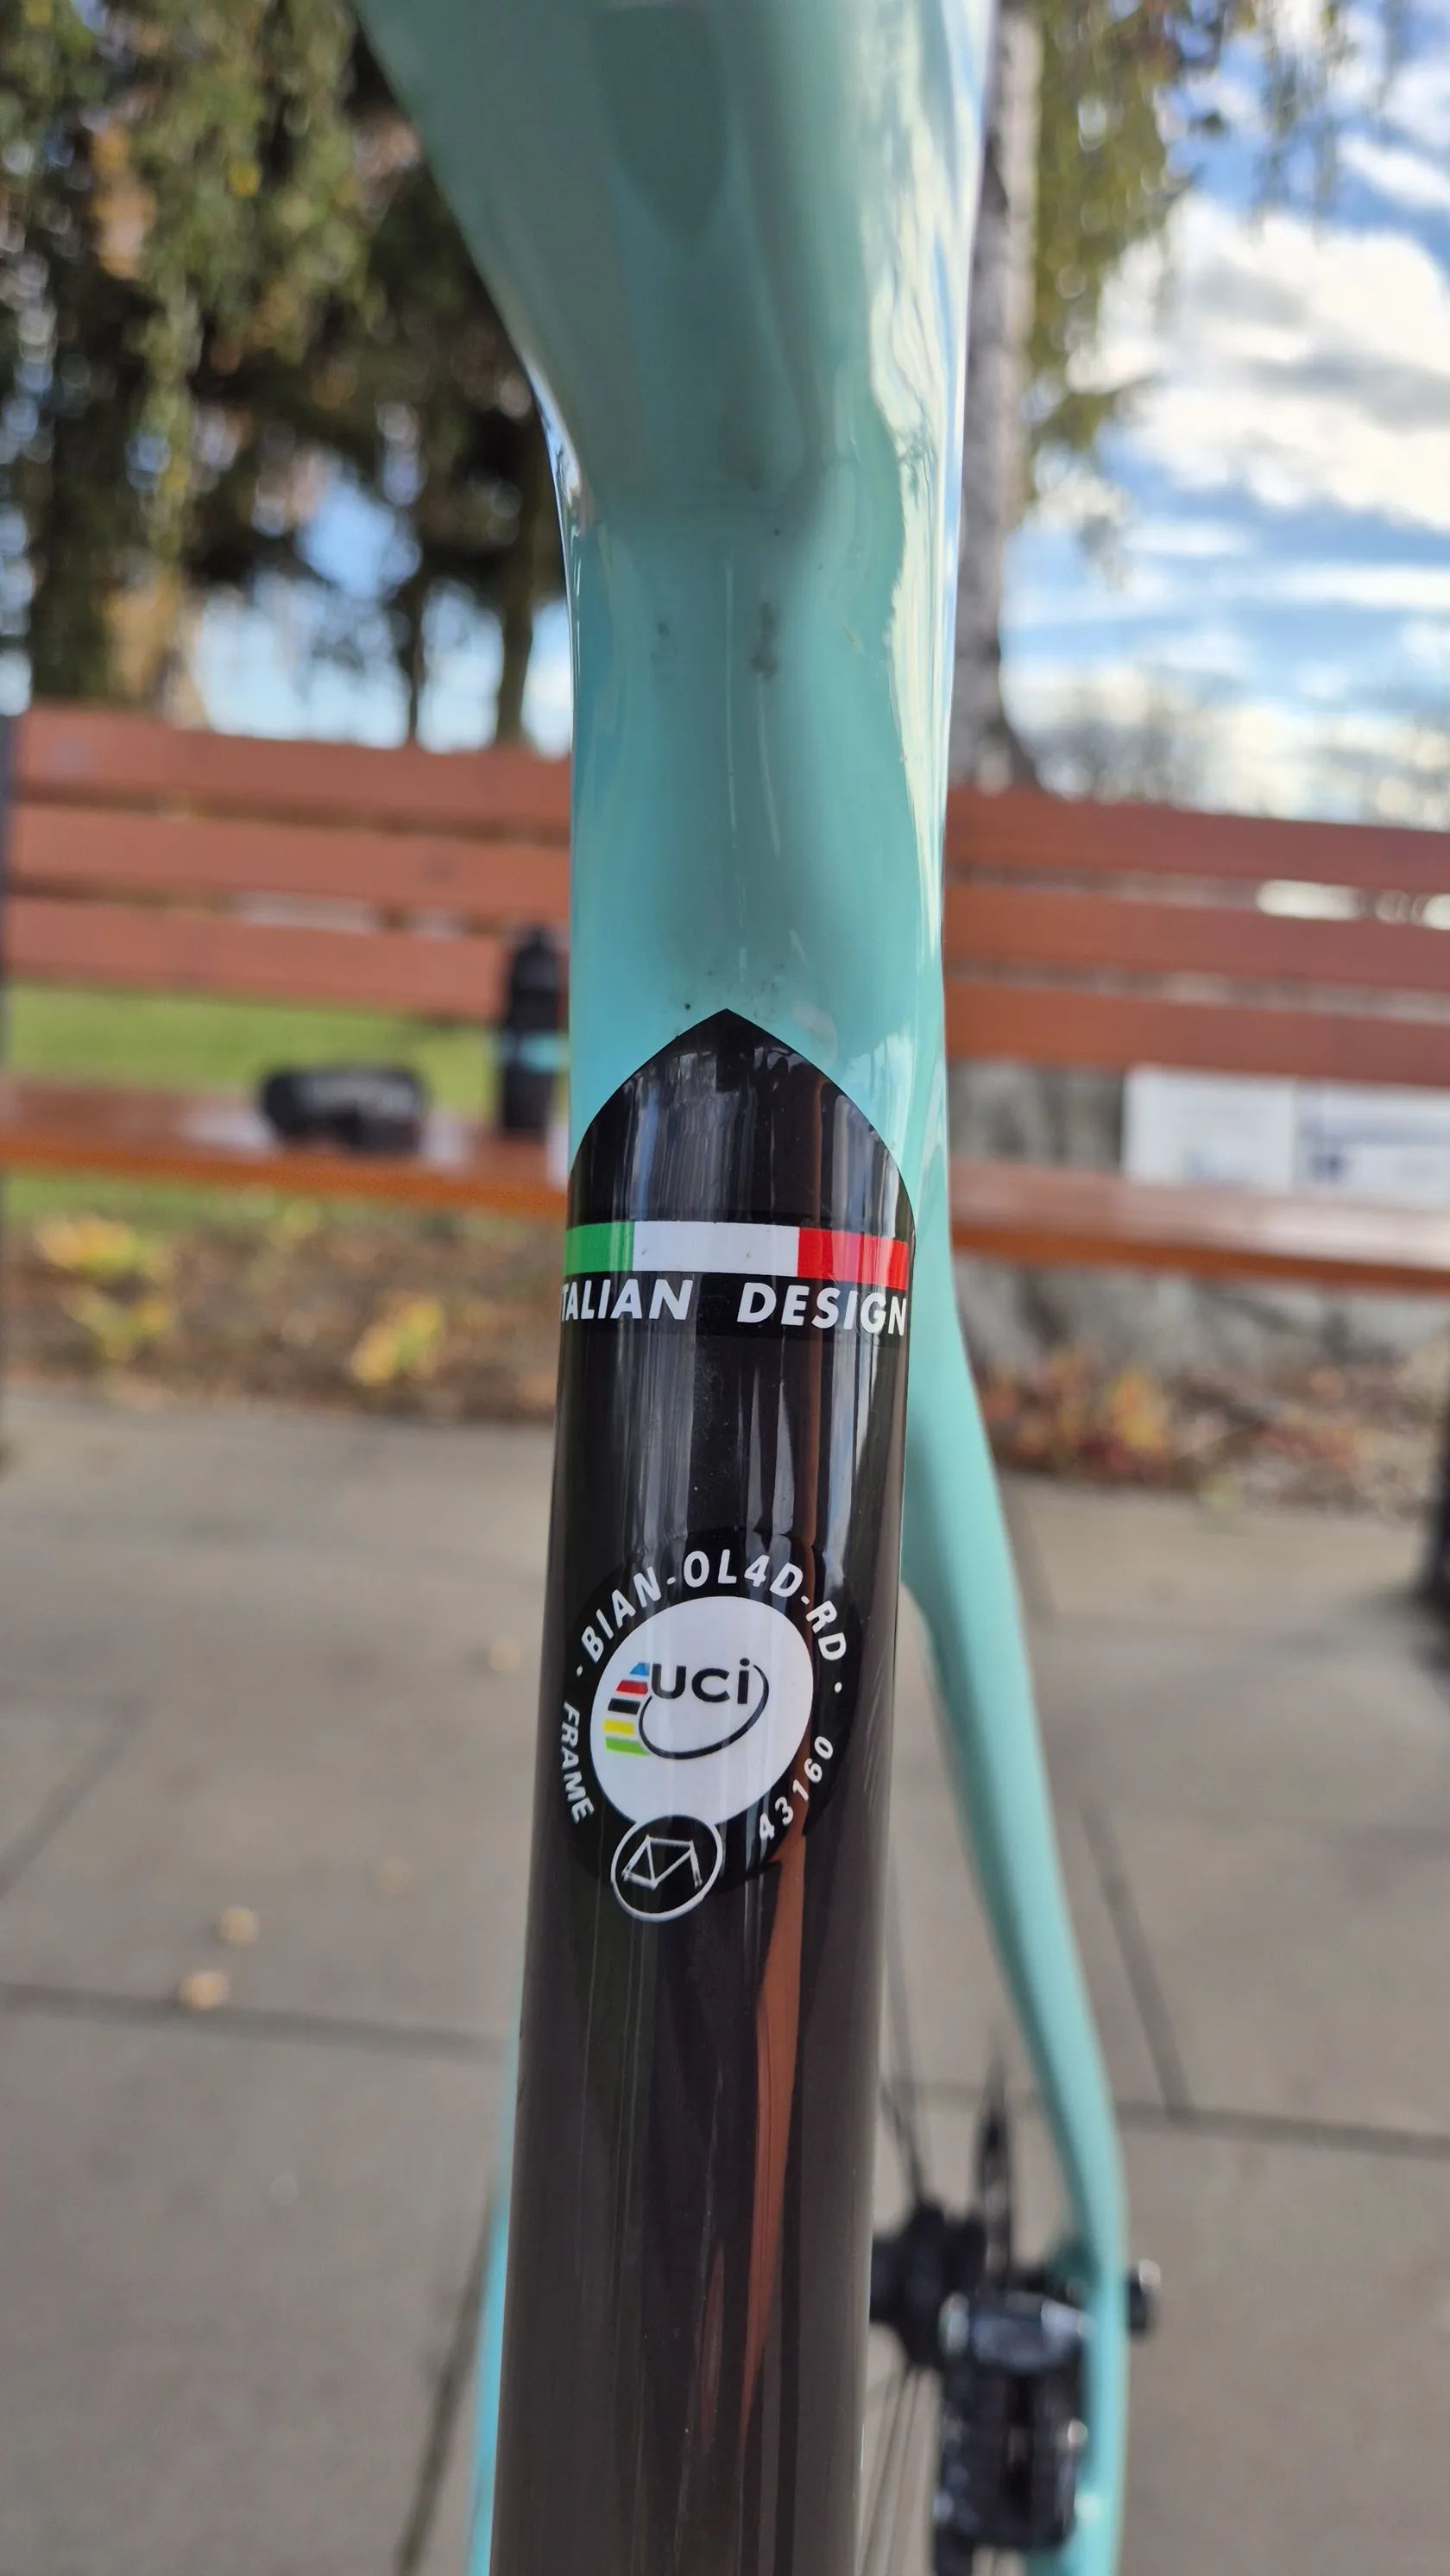 ITALIAN DESIGN
· BIAN-OL4D-RD ·
uci
FRAME
43160